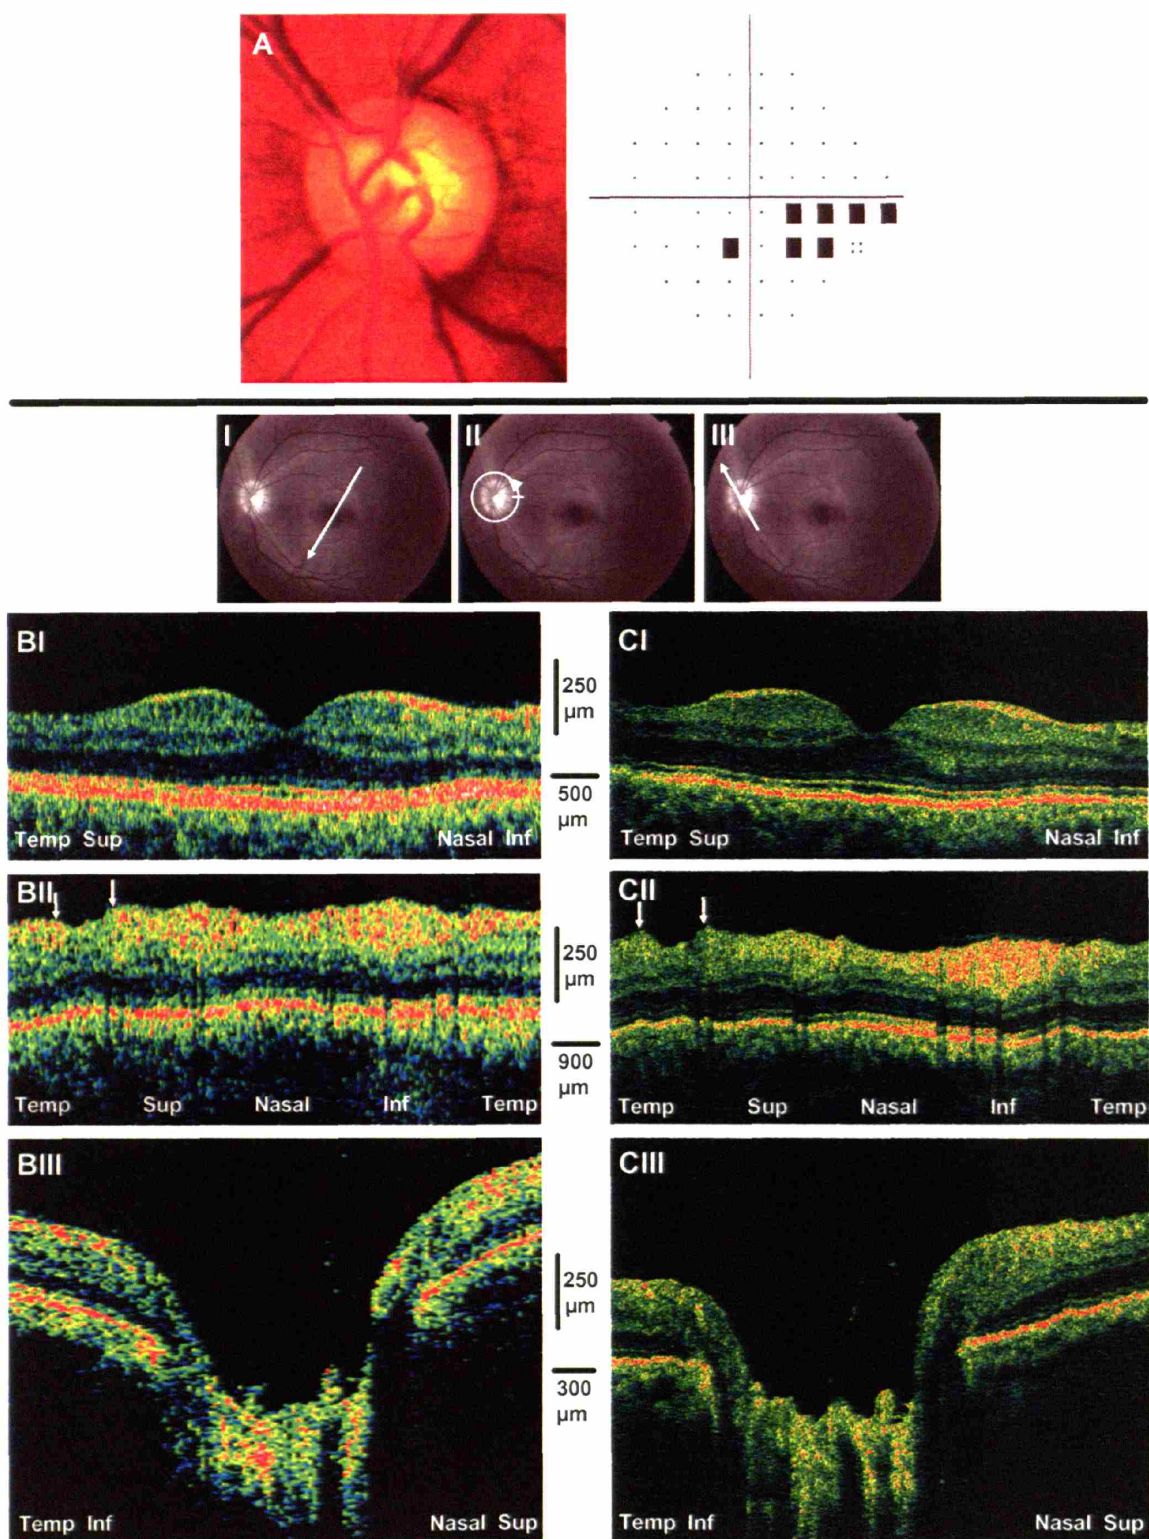 A
I
II
III
BI
CI
250
µm
500
µm
Temp Sup
Nasal Inf
Temp Sup
Nasal Inf
BII
CII
250
µm
900
µm
Temp
Sup
Nasal
Inf
Temp
Temp
Sup
Nasal
Inf
Temp
BIII
CIII
250
µm
300
µm
Temp Inf
Nasal Sup
Temp Inf
Nasal Sup